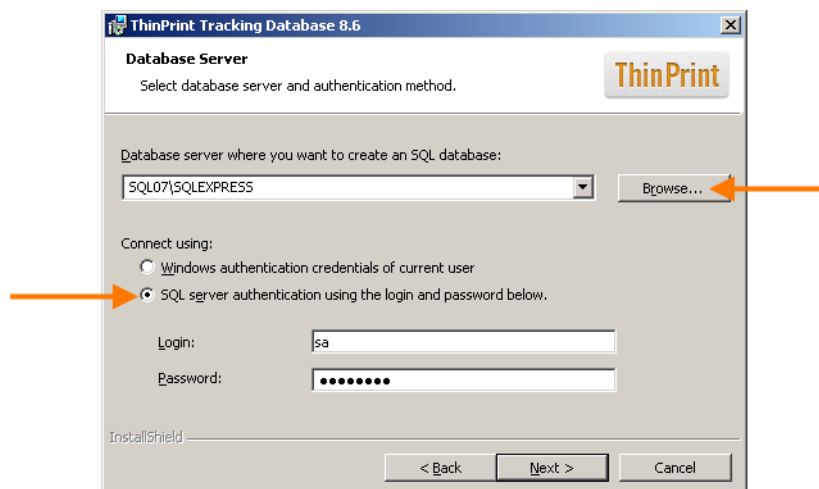 ThinPrint Tracking Database 8.6
Database Server
Select database server and authentication method.
ThinPrint
Database server where you want to create an SQL database:
SQL07\SQLEXPRESS
Browse...
Connect using:
Windows authentication credentials of current user
SQL server authentication using the login and password below.
Login:
sa
Password:
●●●●●●●●
InstallShield
< Back
Next >
Cancel